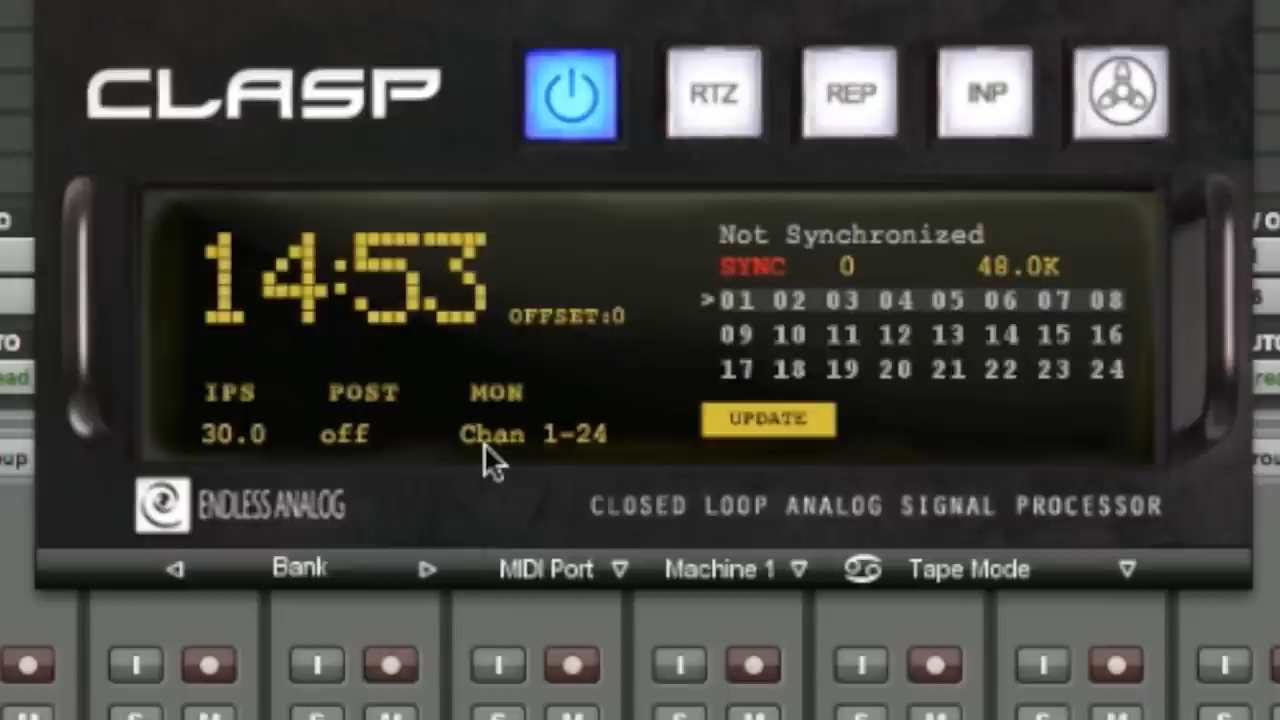 CLASP
RTZ
REP
INP
14:53
OFFSET:0
IPS POST MON
30.0 off Chan 1-24
Not Synchronized
SYNC 0 48.0K
>01 02 03 04 05 06 07 08
09 10 11 12 13 14 15 16
17 18 19 20 21 22 23 24
UPDATE
ENDLESS ANALOG
CLOSED LOOP ANALOG SIGNAL PROCESSOR
Bank MIDI Port Machine 1 Tape Mode
I I I I I I I